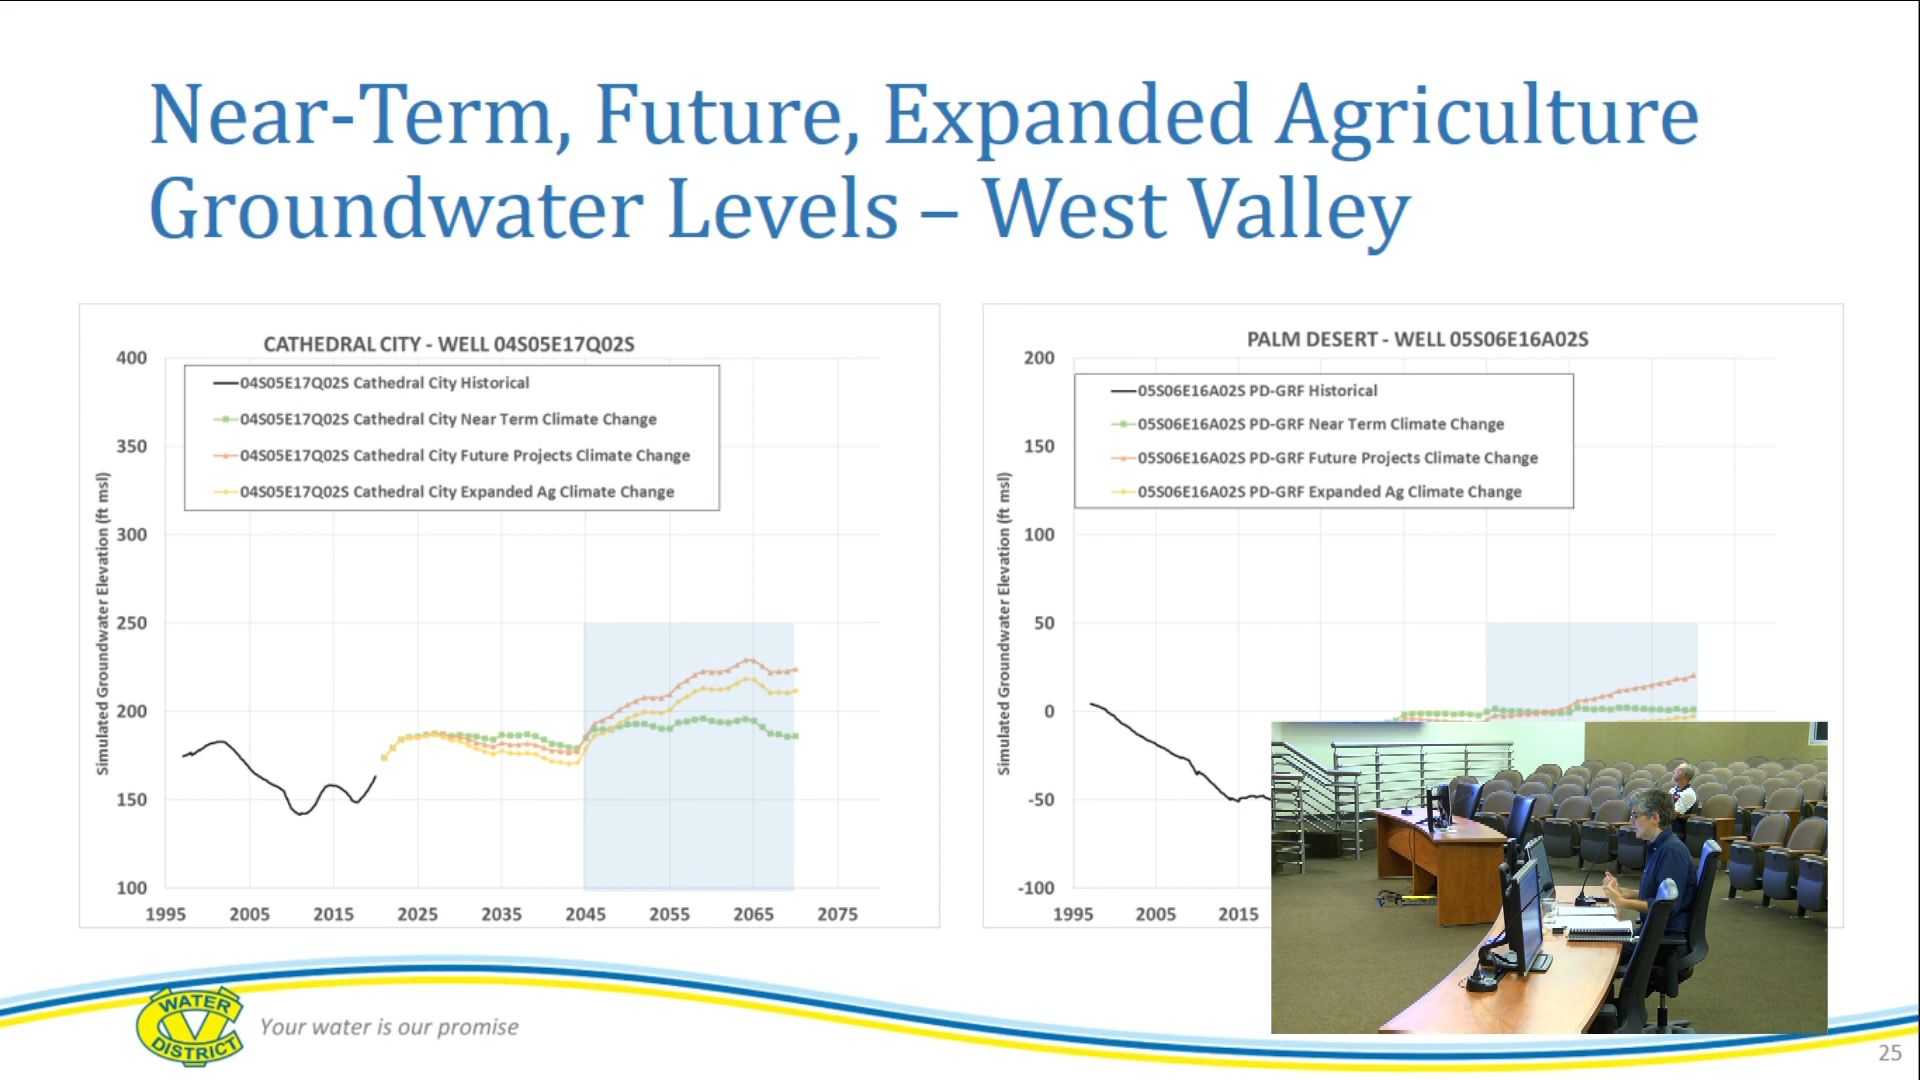 Near-Term, Future, Expanded Agriculture
Groundwater Levels – West Valley
CATHEDRAL CITY - WELL 04S05E17Q02S
04S05E17Q02S Cathedral City Historical
04S05E17Q02S Cathedral City Near Term Climate Change
04S05E17Q02S Cathedral City Future Projects Climate Change
04S05E17Q02S Cathedral City Expanded Ag Climate Change
Simulated Groundwater Elevation (ft msl)
400
350
300
250
200
150
100
1995 2005 2015 2025 2035 2045 2055 2065 2075
PALM DESERT - WELL 05S06E16A02S
05S06E16A02S PD-GRF Historical
05S06E16A02S PD-GRF Near Term Climate Change
05S06E16A02S PD-GRF Future Projects Climate Change
05S06E16A02S PD-GRF Expanded Ag Climate Change
Simulated Groundwater Elevation (ft msl)
200
150
100
50
0
-50
-100
1995 2005 2015
WATER
CV
DISTRICT
Your water is our promise
25